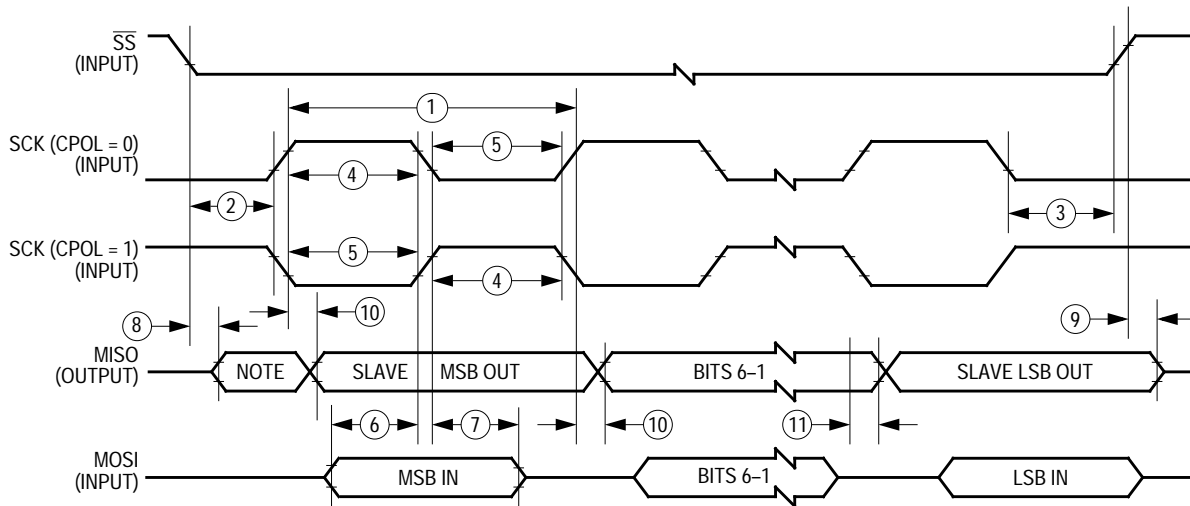 SS
(INPUT)
1
SCK (CPOL = 0)
(INPUT)
5
4
2
3
SCK (CPOL = 1)
(INPUT)
5
4
8
10
9
MISO
(OUTPUT)
NOTE
SLAVE
MSB OUT
BITS 6–1
SLAVE LSB OUT
6
7
10
11
MOSI
(INPUT)
MSB IN
BITS 6–1
LSB IN